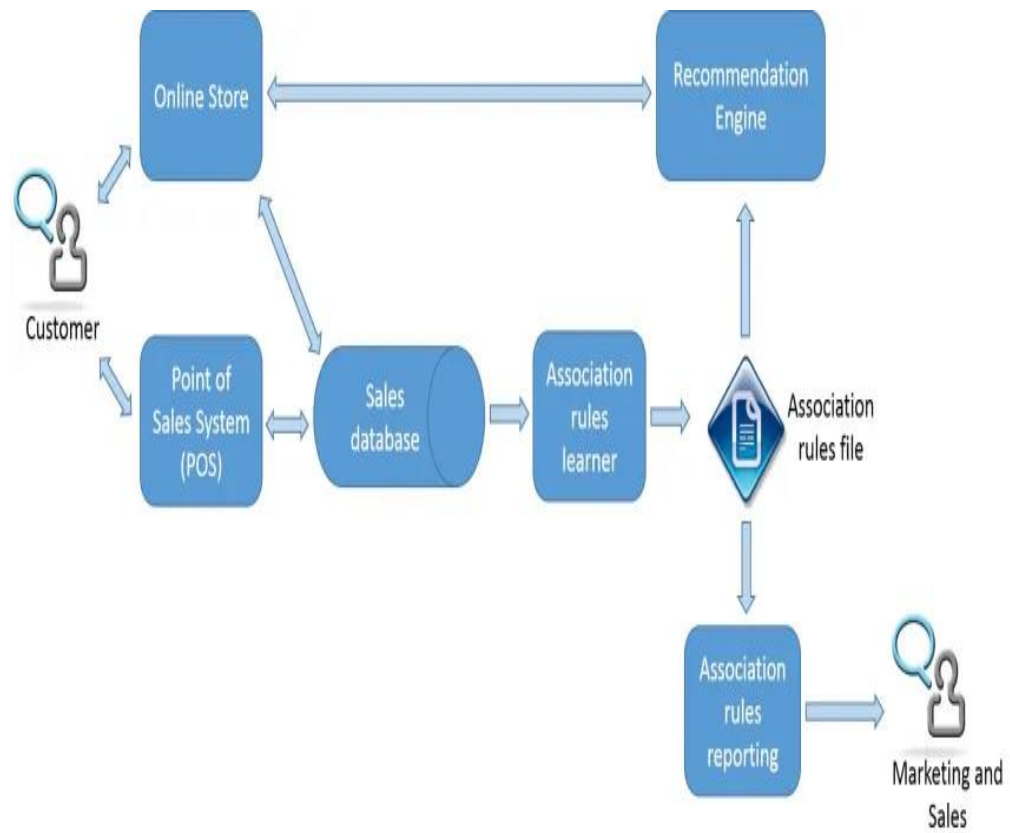 Online Store
Recommendation
Engine
Customer
Point of
Sales System
(POS)
Sales
database
Association
rules
learner
Association
rules file
Association
rules
reporting
Marketing and
Sales